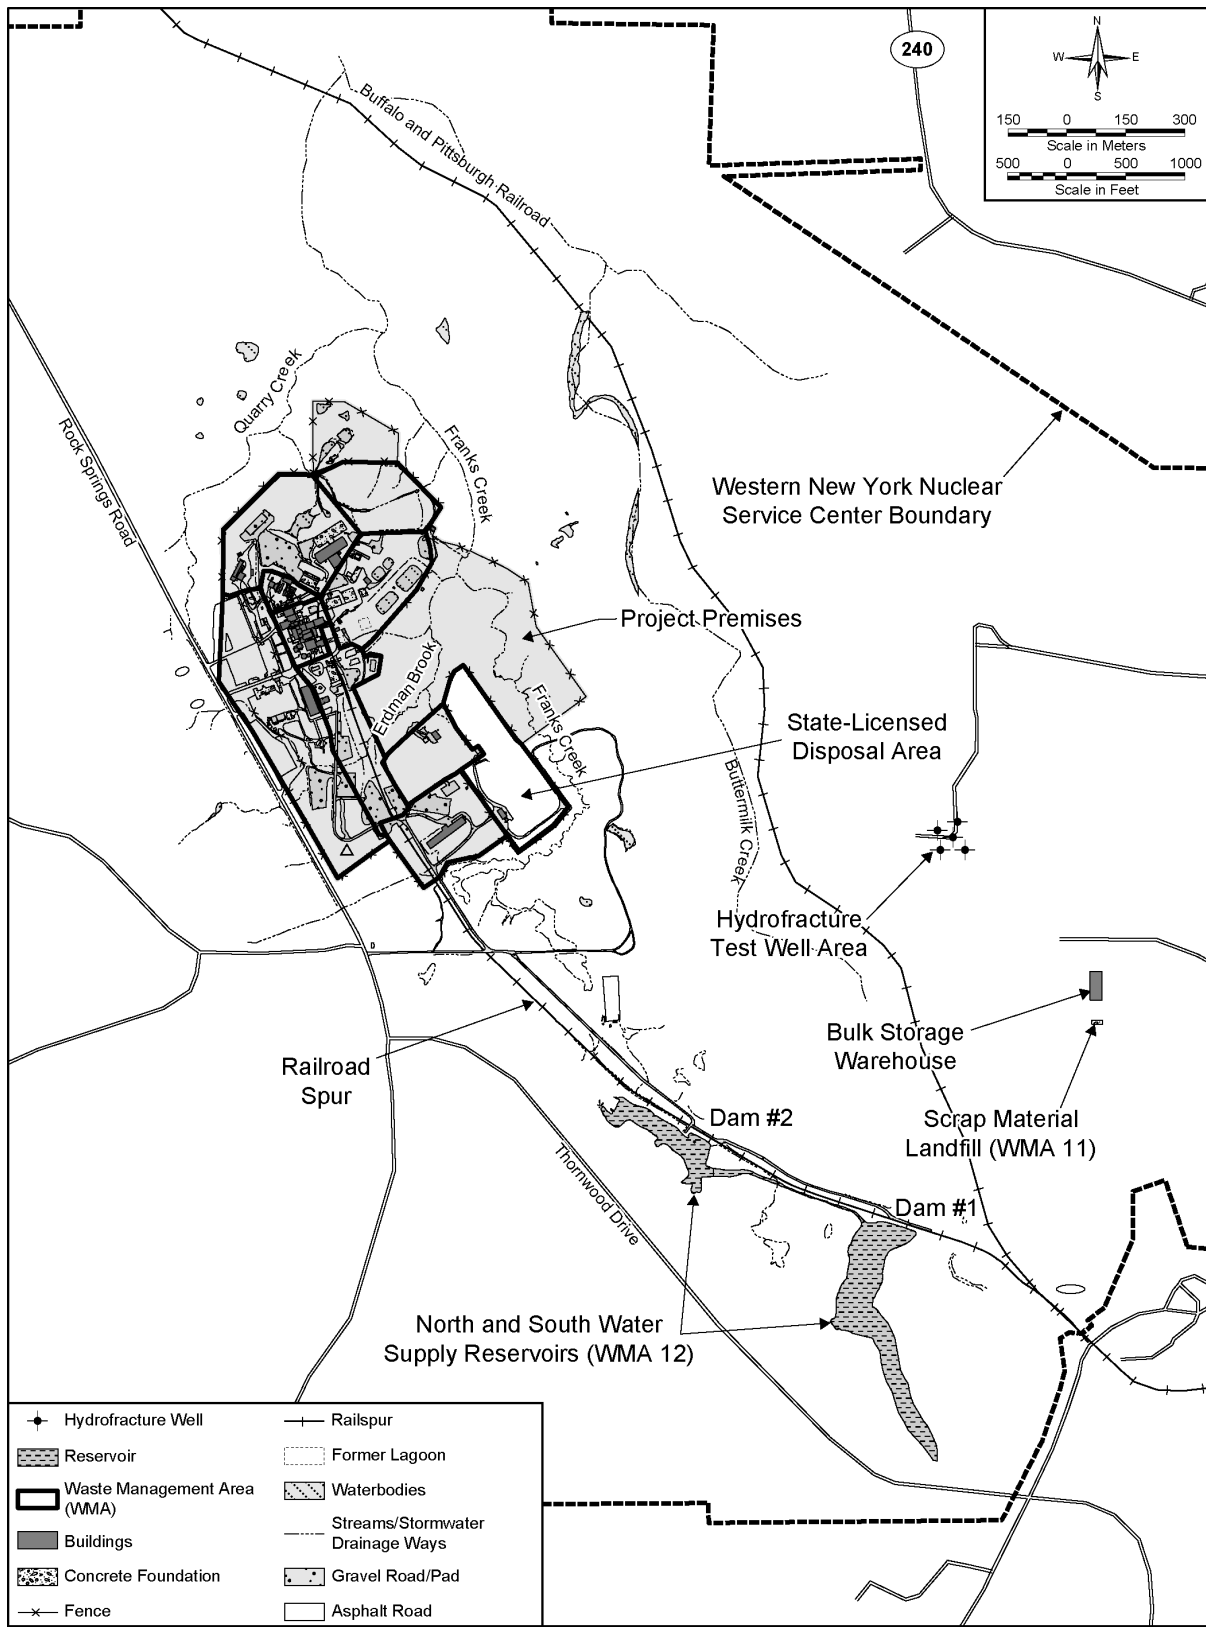 240
N
W
E
S
150 0 150 300
Scale in Meters
500 0 500 1000
Scale in Feet
Buffalo and Pittsburgh Railroad
Quarry Creek
Rock Springs Road
Franks Creek
Western New York Nuclear
Service Center Boundary
Project Premises
Erdman Brook
Franks Creek
State-Licensed
Disposal Area
Buttermilk Creek
Hydrofracture
Test Well Area
Bulk Storage
Warehouse
Railroad
Spur
Dam #2
Scrap Material
Landfill (WMA 11)
Thornwood Drive
Dam #1
North and South Water
Supply Reservoirs (WMA 12)
Hydrofracture Well
Reservoir
Waste Management Area
(WMA)
Buildings
Concrete Foundation
Fence
Railspur
Former Lagoon
Waterbodies
Streams/Stormwater
Drainage Ways
Gravel Road/Pad
Asphalt Road